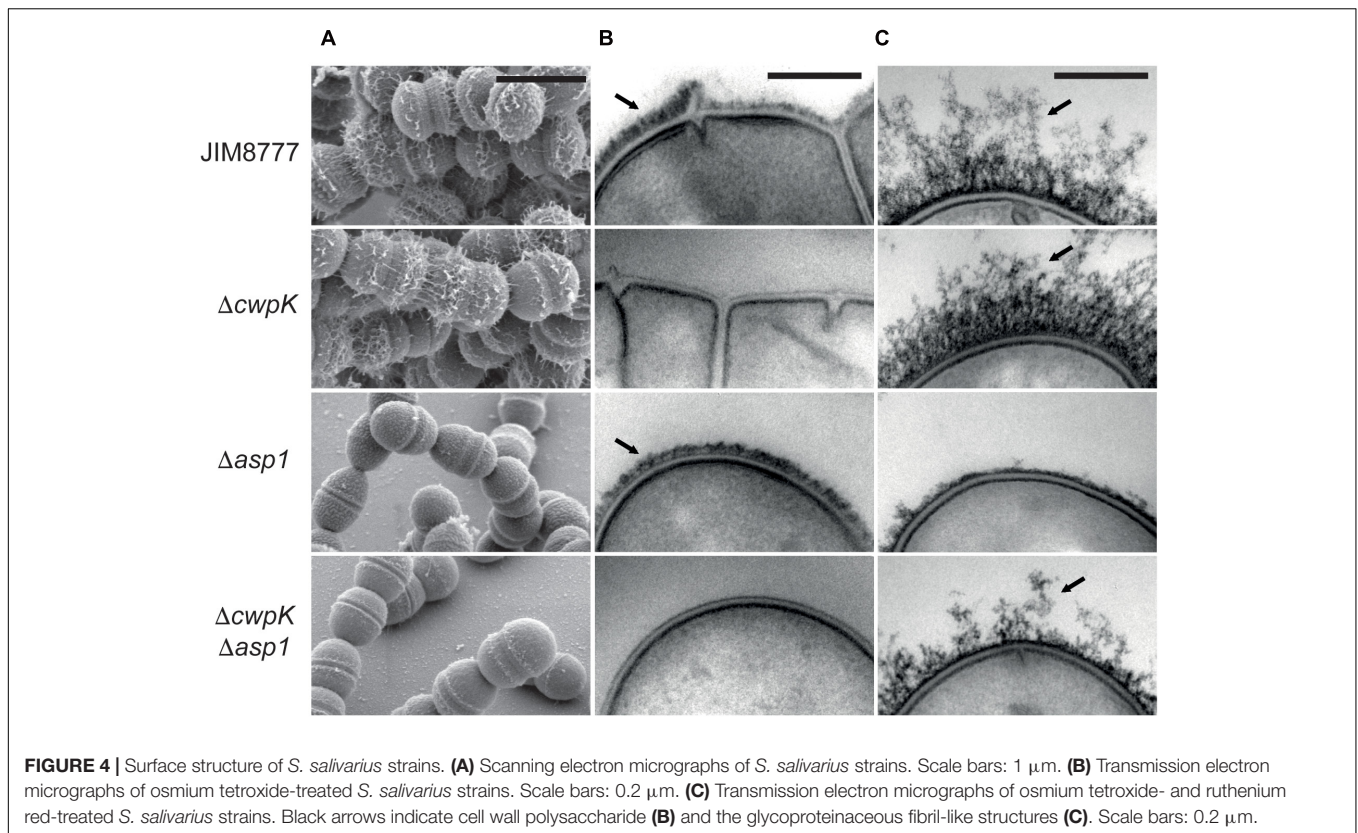 A
B
C
JIM8777
ΔcwpK
Δasp1
ΔcwpK
Δasp1
FIGURE 4 | Surface structure of S. salivarius strains. (A) Scanning electron micrographs of S. salivarius strains. Scale bars: 1 μm. (B) Transmission electron
micrographs of osmium tetroxide-treated S. salivarius strains. Scale bars: 0.2 μm. (C) Transmission electron micrographs of osmium tetroxide- and ruthenium
red-treated S. salivarius strains. Black arrows indicate cell wall polysaccharide (B) and the glycoproteinaceous fibril-like structures (C). Scale bars: 0.2 μm.